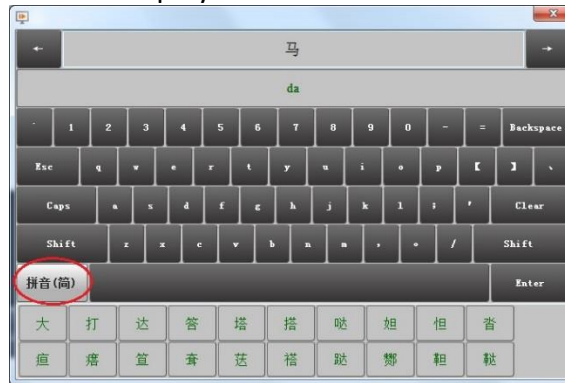 ← 马 →
da
` 1 2 3 4 5 6 7 8 9 0 - = Backspace
Esc q w e r t y u i o p 【 】 、
Caps a s d f g h j k l ; ' Clear
Shift z x c v b n m , . / Shift
拼音(简) Enter
大 打 达 答 塔 搭 哒 妲 怛 沓
疸 瘩 笪 耷 荙 褡 跶 靼 鞑